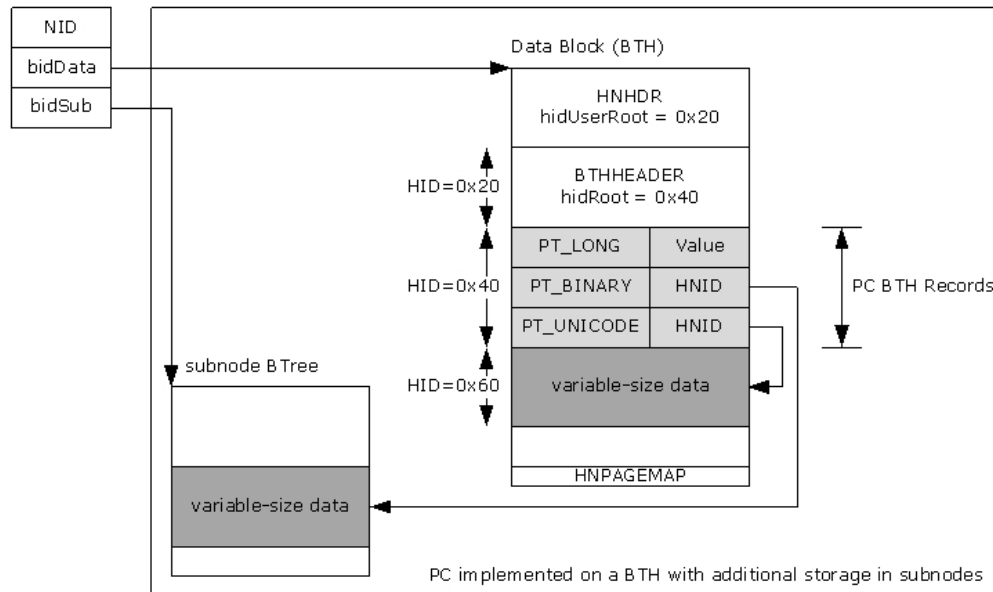 NID
bidData
bidSub
Data Block (BTH)
HNHDR
hidUserRoot = 0x20
HID=0x20
BTHHEADER
hidRoot = 0x40
HID=0x40
PT_LONG Value
PT_BINARY HNID
PT_UNICODE HNID
PC BTH Records
HID=0x60
variable-size data
HNPAGEMAP
subnode BTree
variable-size data
PC implemented on a BTH with additional storage in subnodes